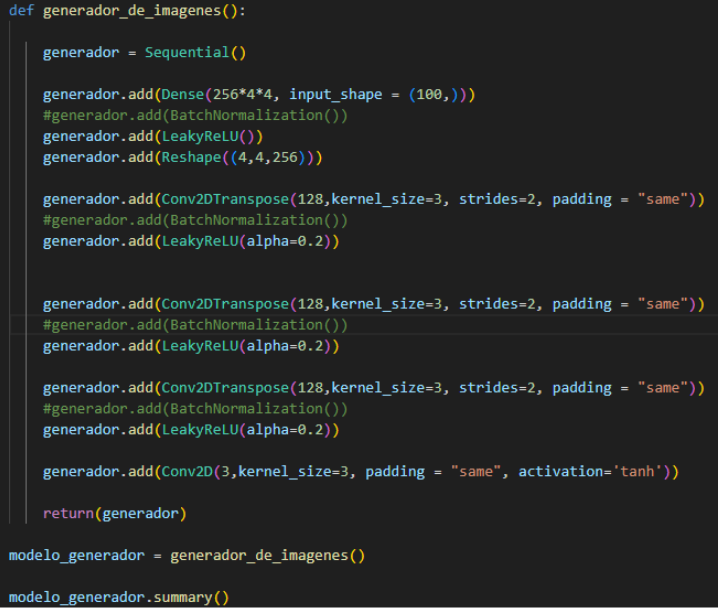 def generador_de_imagenes():
generador = Sequential()
generador.add(Dense(256*4*4, input_shape = (100,)))
#generador.add(BatchNormalization())
generador.add(LeakyReLU())
generador.add(Reshape((4,4,256)))
generador.add(Conv2DTranspose(128,kernel_size=3, strides=2, padding = "same"))
#generador.add(BatchNormalization())
generador.add(LeakyReLU(alpha=0.2))
generador.add(Conv2DTranspose(128,kernel_size=3, strides=2, padding = "same"))
#generador.add(BatchNormalization())
generador.add(LeakyReLU(alpha=0.2))
generador.add(Conv2DTranspose(128,kernel_size=3, strides=2, padding = "same"))
#generador.add(BatchNormalization())
generador.add(LeakyReLU(alpha=0.2))
generador.add(Conv2D(3,kernel_size=3, padding = "same", activation='tanh'))
return(generador)
modelo_generador = generador_de_imagenes()
modelo_generador.summary()